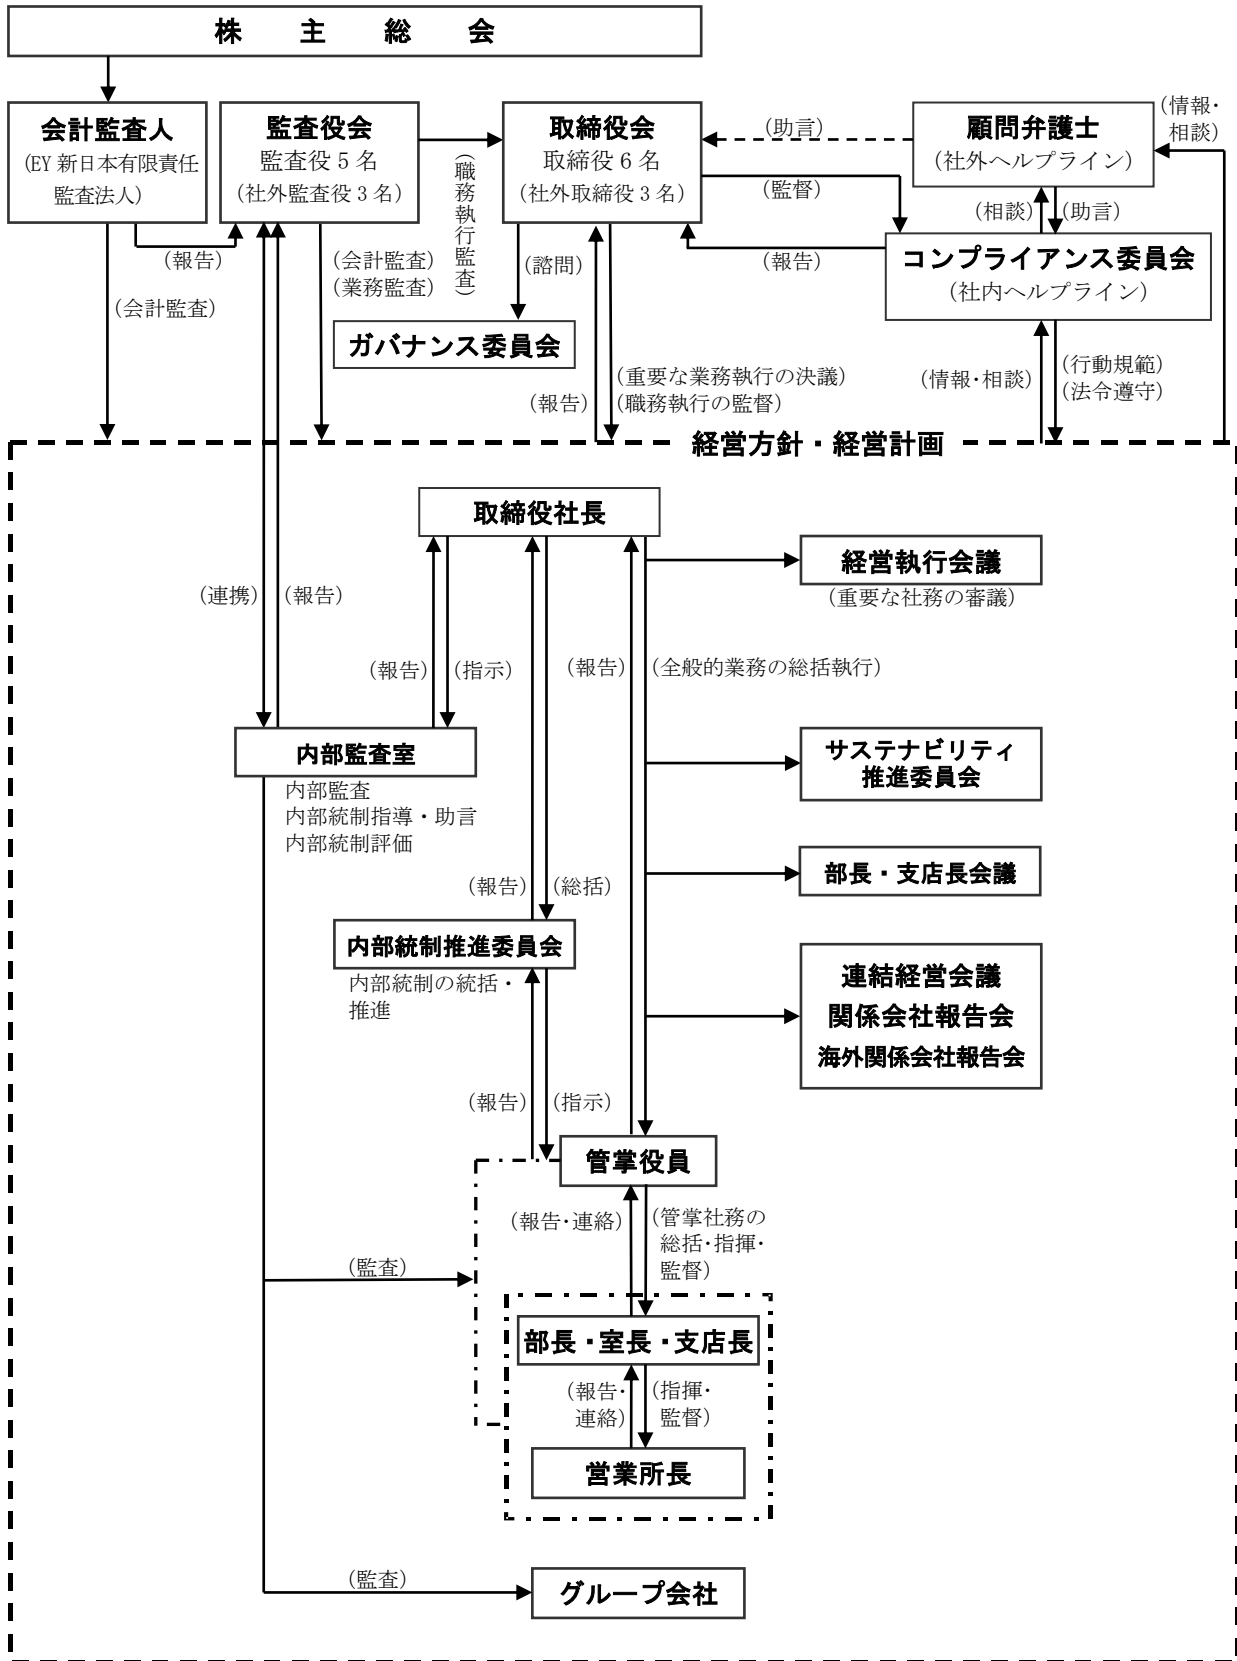 株主総会
会計監査人
(EY 新日本有限責任
監査法人)
監査役会
監査役 5 名
(社外監査役 3 名)
(職務執行監査)
取締役会
取締役 6 名
(社外取締役 3 名)
(助言)
(監督)
(報告)
顧問弁護士
(社外ヘルプライン)
(情報・
相談)
(相談)
(助言)
コンプライアンス委員会
(社内ヘルプライン)
(報告)
(会計監査)
(業務監査)
(諮問)
(会計監査)
ガバナンス委員会
(報告)
(重要な業務執行の決議)
(職務執行の監督)
(情報・相談)
(行動規範)
(法令遵守)
経営方針・経営計画
取締役社長
経営執行会議
(重要な社務の審議)
(連携)
(報告)
(報告)
(指示)
(報告)
(全般的業務の総括執行)
内部監査室
内部監査
内部統制指導・助言
内部統制評価
サステナビリティ
推進委員会
部長・支店長会議
(報告)
(総括)
内部統制推進委員会
内部統制の統括・
推進
連結経営会議
関係会社報告会
海外関係会社報告会
(報告)
(指示)
管掌役員
(報告・連絡)
(管掌社務の
総括・指揮・
監督)
(監査)
部長・室長・支店長
(報告・
連絡)
(指揮・
監督)
営業所長
(監査)
グループ会社